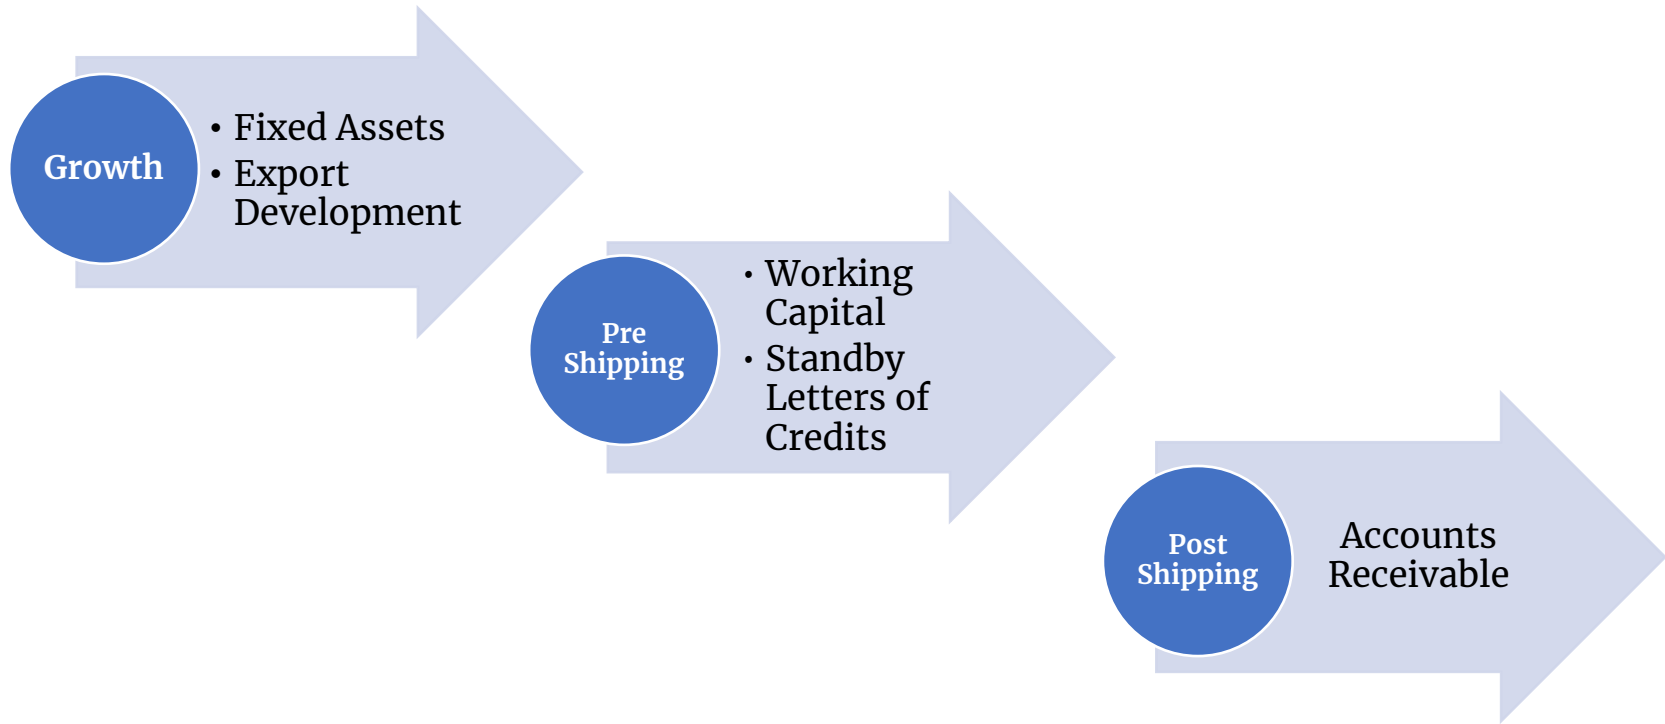 Growth
• Fixed Assets
• Export
Development
Pre
Shipping
• Working
Capital
• Standby
Letters of
Credits
Post
Shipping
Accounts
Receivable